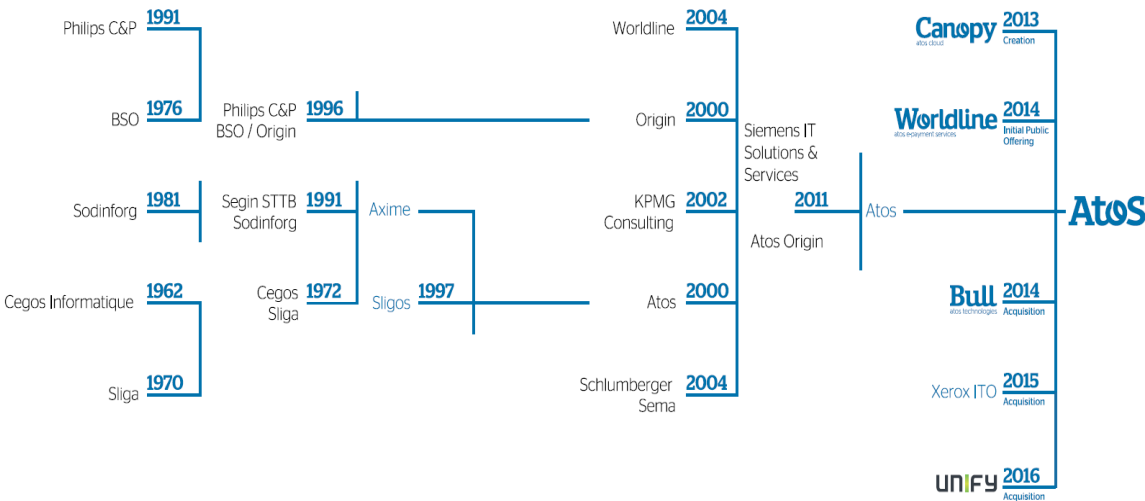 Philips C&P 1991
BSO 1976
Sodinforg 1981
Cegos Informatique 1962
Sliga 1970
Philips C&P
BSO / Origin
1996
Segin STTB
Sodinforg
1991
Cegos
Sliga
1972
Axime
Sligos 1997
Worldline 2004
Origin 2000
KPMG
Consulting
2002
Atos 2000
Schlumberger
Sema
2004
Siemens IT
Solutions &
Services
2011
Atos Origin
Atos
Canopy
atos cloud
2013
Creation
Worldline
atos e-payment services
2014
Initial Public
Offering
Atos
Bull
atos technologies
2014
Acquisition
Xerox ITO 2015
Acquisition
UNIFY 2016
Acquisition